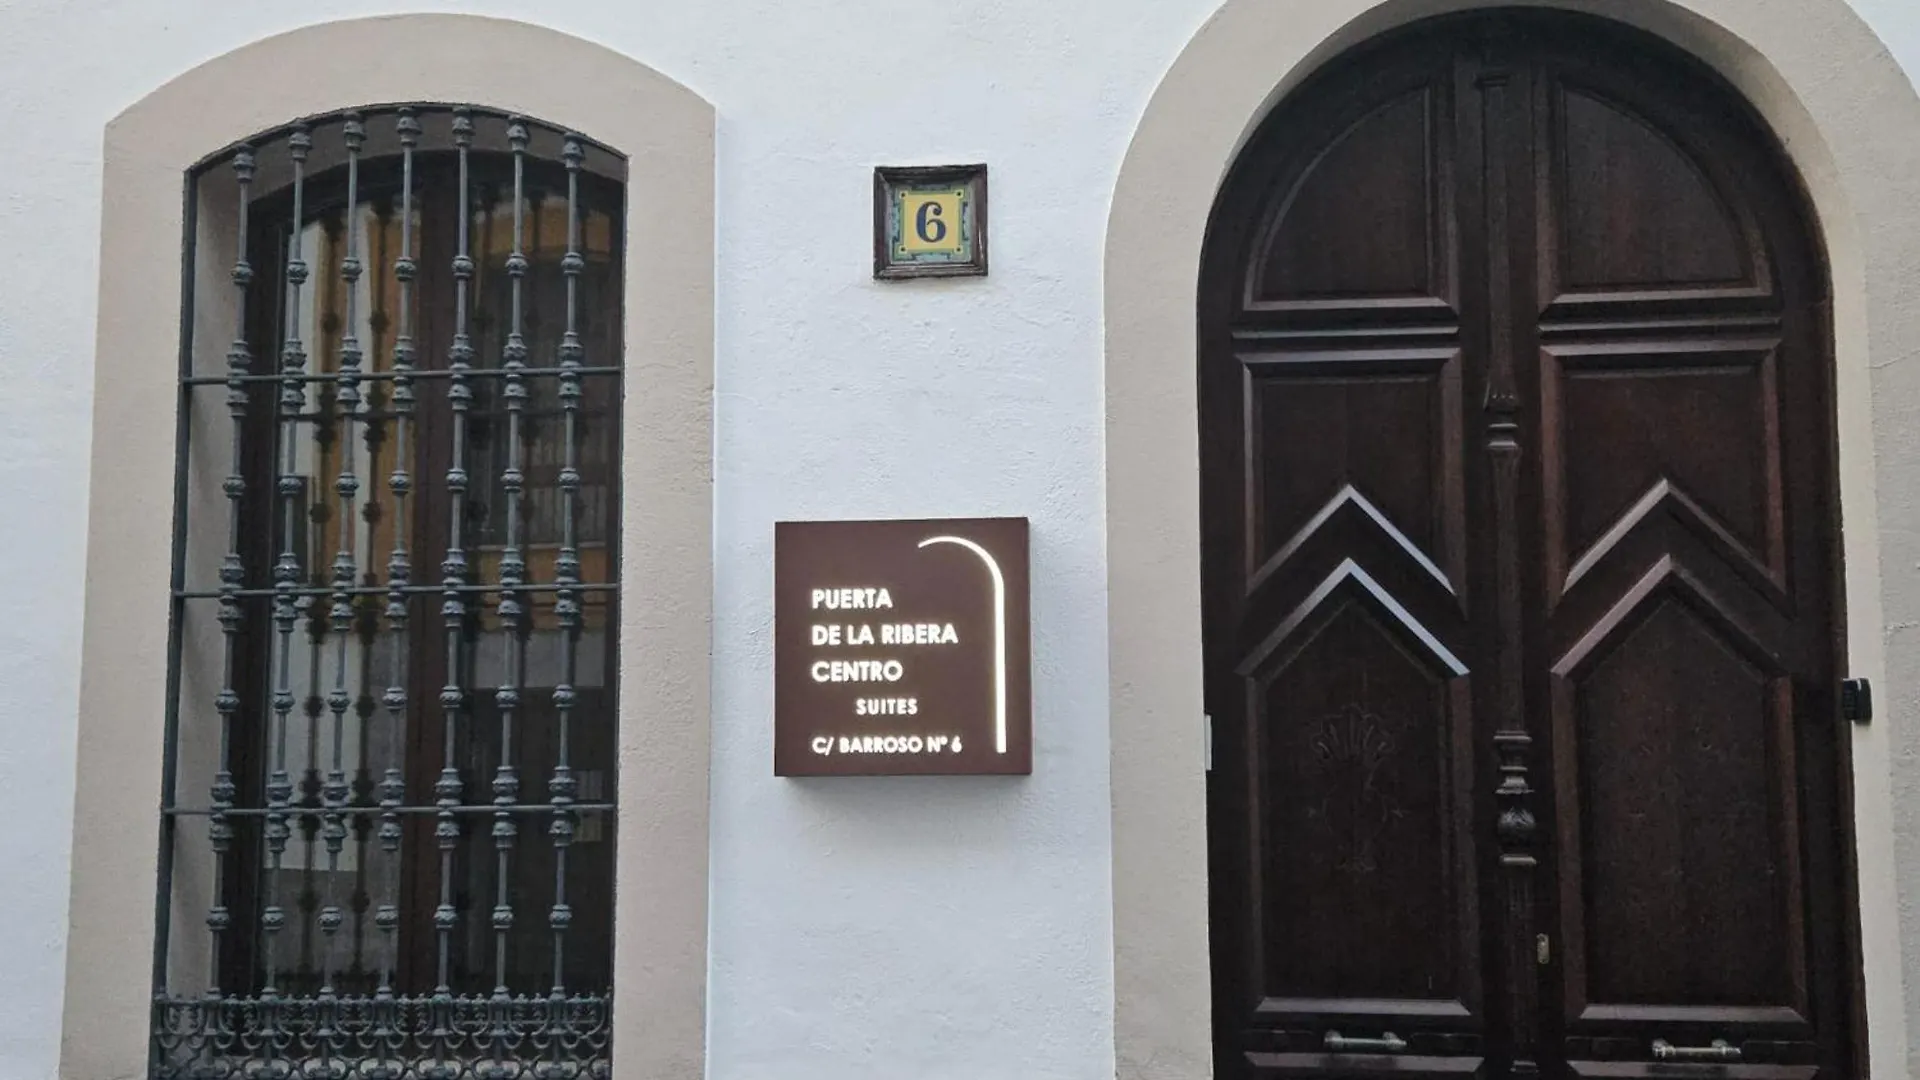 6
PUERTA
DE LA RIBERA
CENTRO
SUITES
C/ BARROSO Nº 6